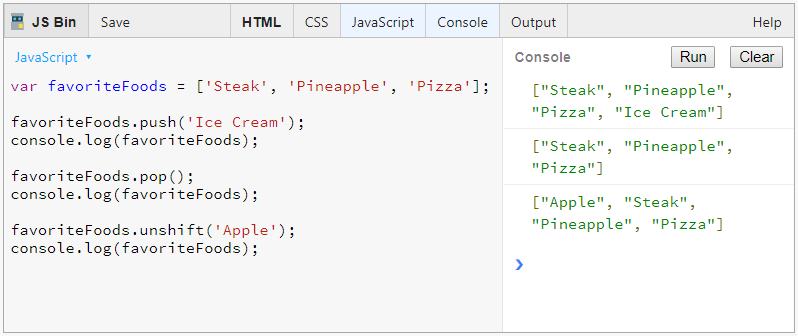 JS Bin Save HTML CSS JavaScript Console Output Help
JavaScript
var favoriteFoods = ['Steak', 'Pineapple', 'Pizza'];
favoriteFoods.push('Ice Cream');
console.log(favoriteFoods);
favoriteFoods.pop();
console.log(favoriteFoods);
favoriteFoods.unshift('Apple');
console.log(favoriteFoods);
Console Run Clear
["Steak", "Pineapple",
"Pizza", "Ice Cream"]
["Steak", "Pineapple",
"Pizza"]
["Apple", "Steak",
"Pineapple", "Pizza"]